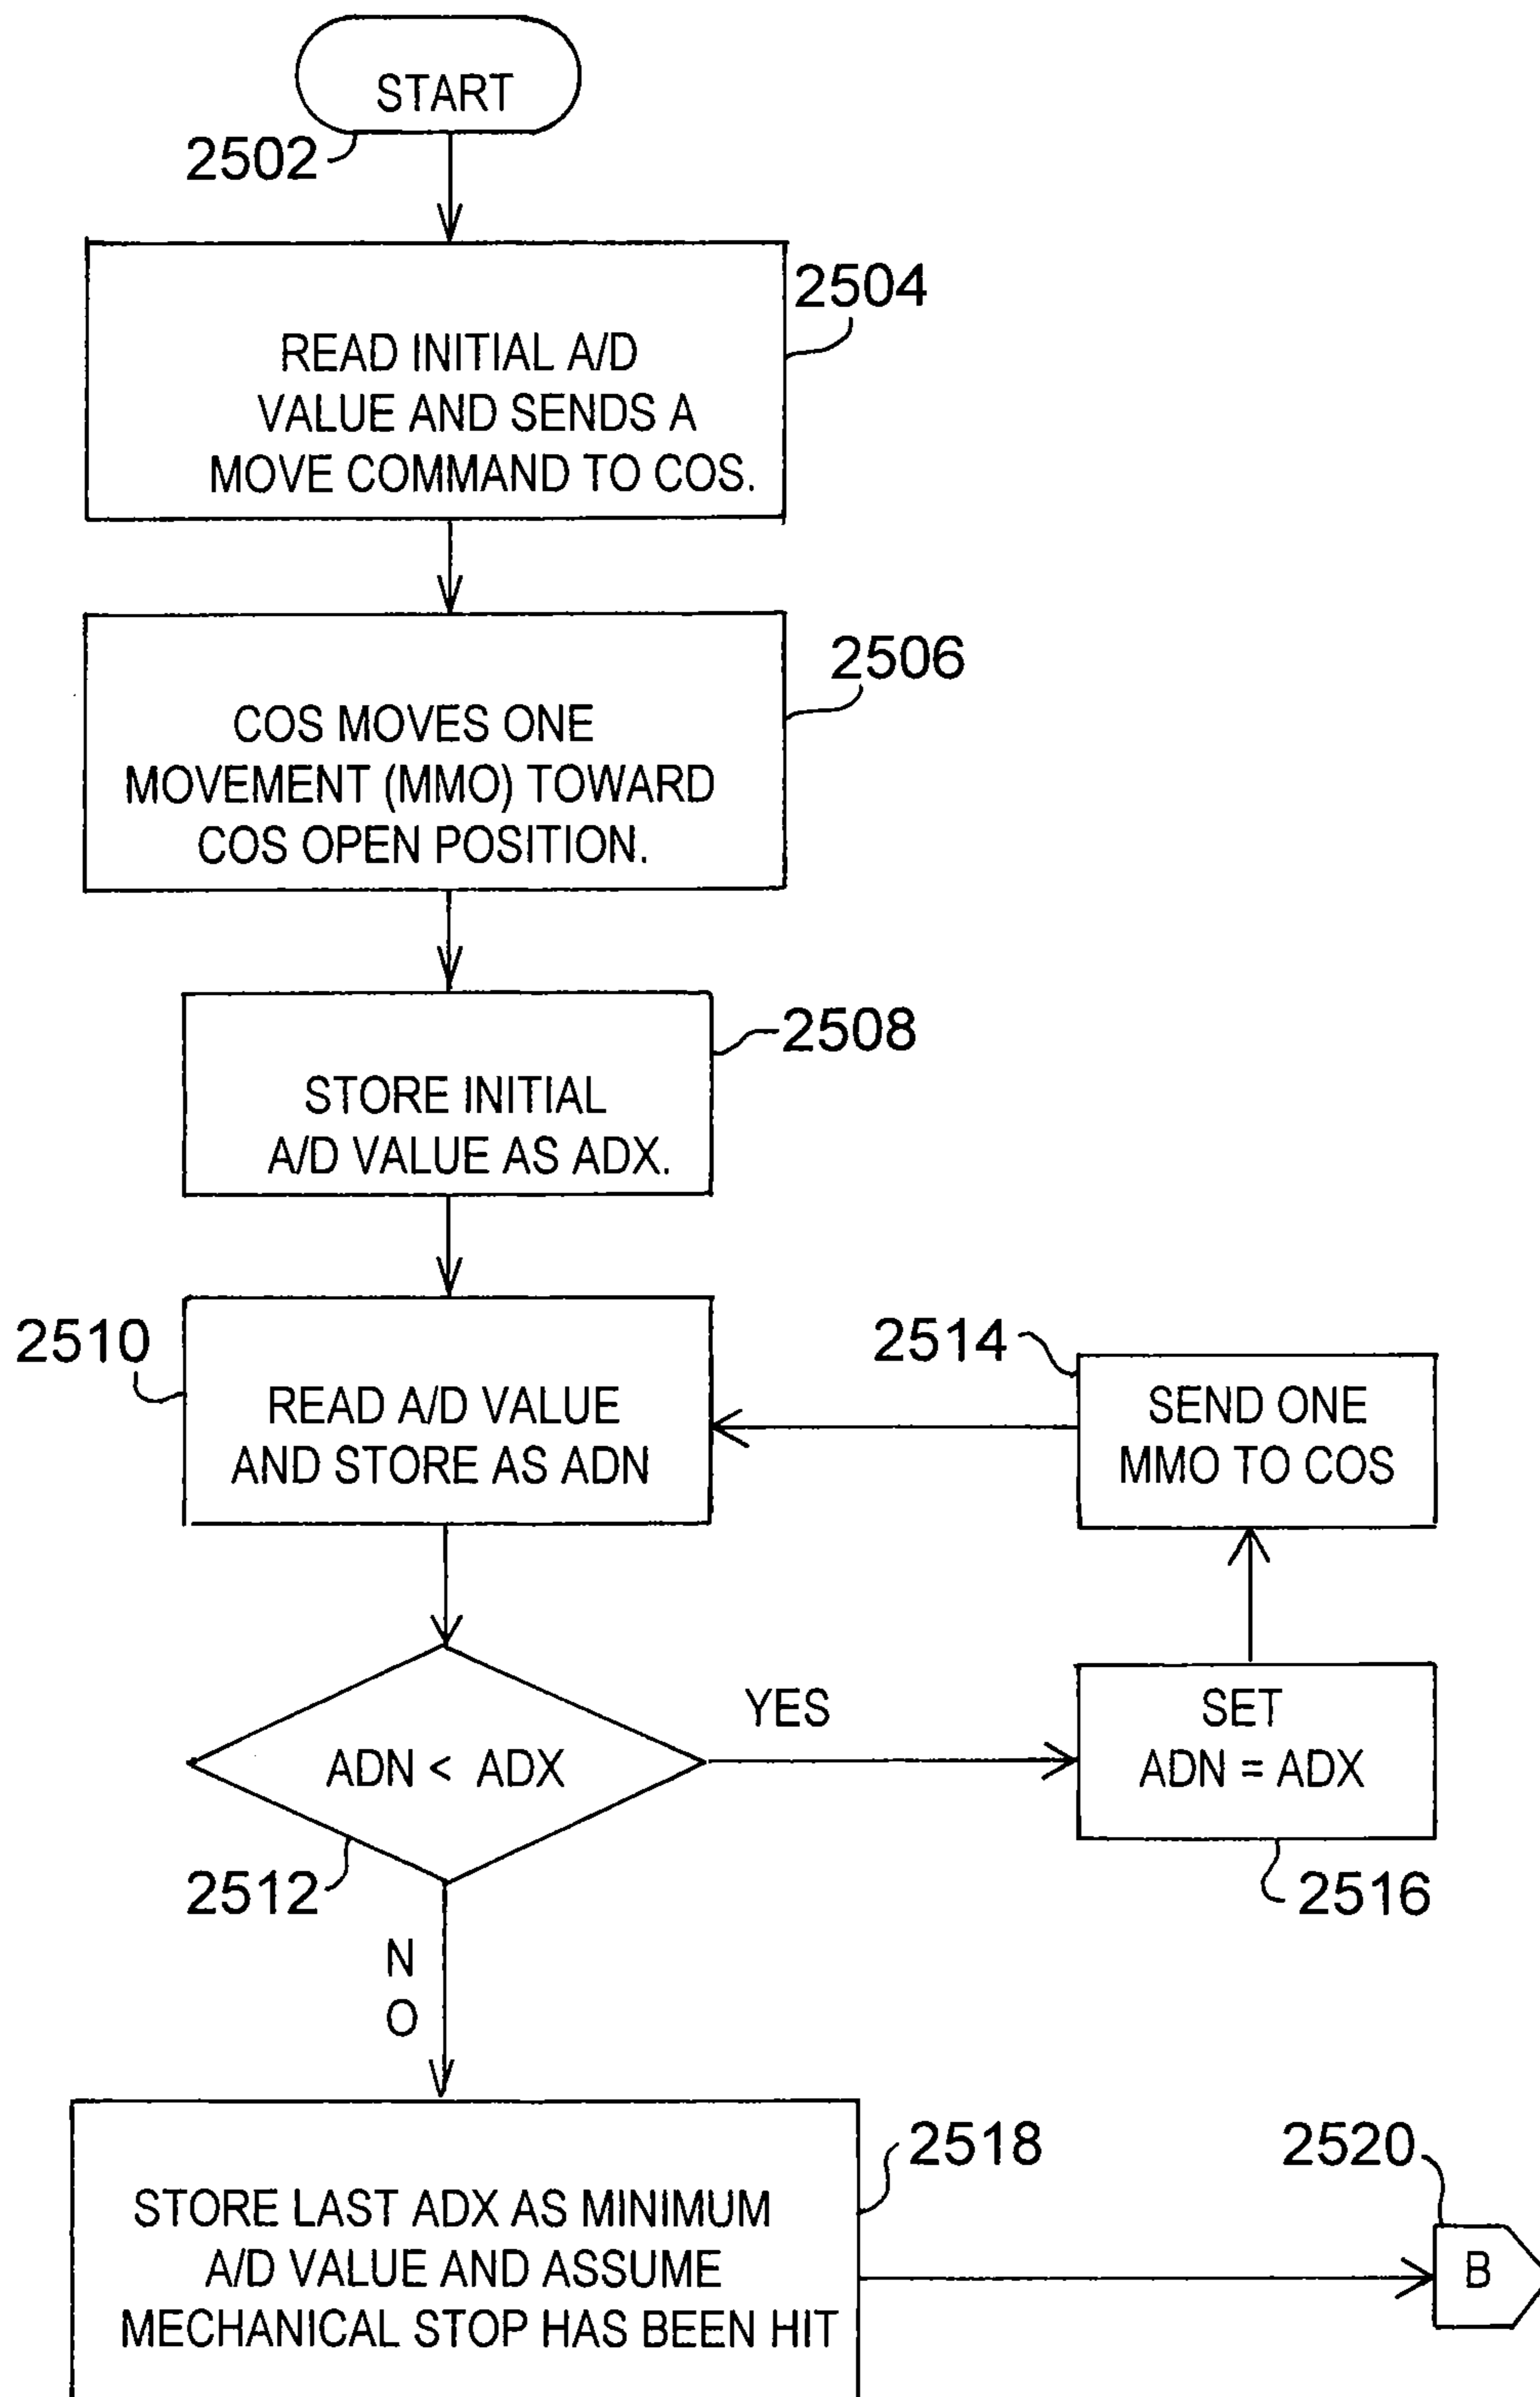 START
2502
2504
READ INITIAL A/D
VALUE AND SENDS A
MOVE COMMAND TO COS.
2506
COS MOVES ONE
MOVEMENT (MMO) TOWARD
COS OPEN POSITION.
2508
STORE INITIAL
A/D VALUE AS ADX.
2510
READ A/D VALUE
AND STORE AS ADN
2514
SEND ONE
MMO TO COS
ADN < ADX
YES
SET
ADN = ADX
2512
2516
N
O
2518
STORE LAST ADX AS MINIMUM
A/D VALUE AND ASSUME
MECHANICAL STOP HAS BEEN HIT
2520
B